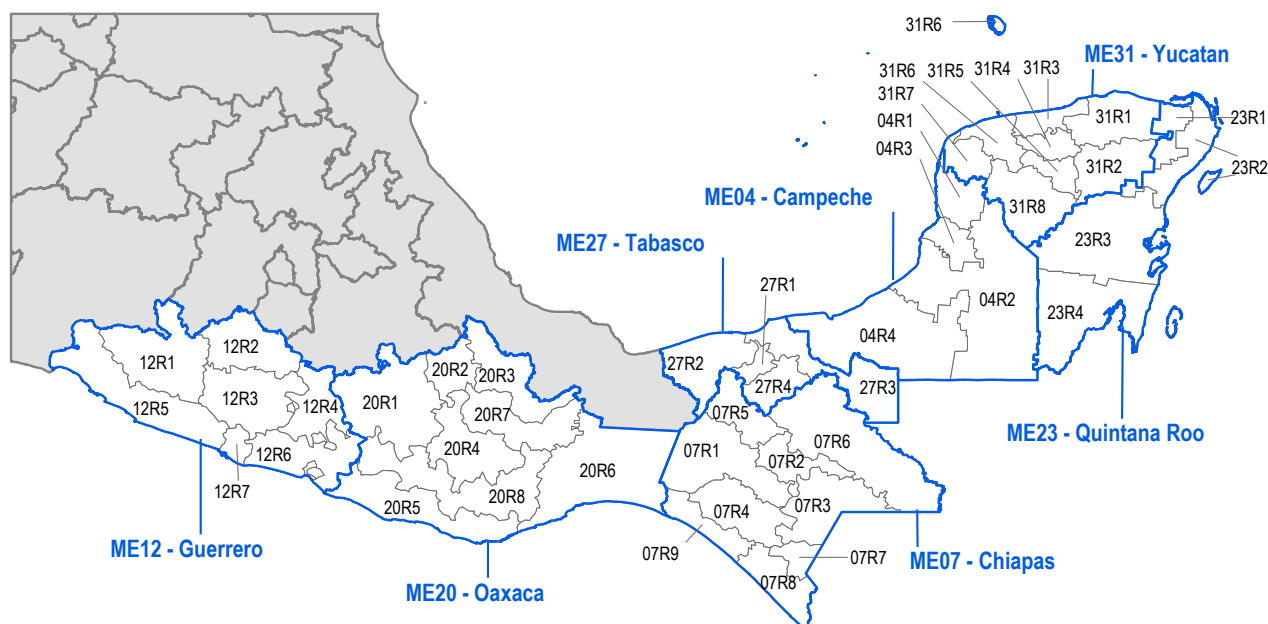 31R6
31R6 31R5 31R4 31R3
ME31 - Yucatan
31R7
04R1
04R3
31R1
23R1
31R2
23R2
ME04 - Campeche
31R8
ME27 - Tabasco
23R3
27R1
04R2
23R4
04R4
12R1
12R2
27R2
20R2
20R3
27R4
27R3
12R3
12R5
12R4
20R1
20R7
07R5
ME23 - Quintana Roo
07R6
20R4
12R6
07R1
07R2
20R6
12R7
20R8
07R3
20R5
07R4
ME12 - Guerrero
07R9
07R7
ME07 - Chiapas
07R8
ME20 - Oaxaca